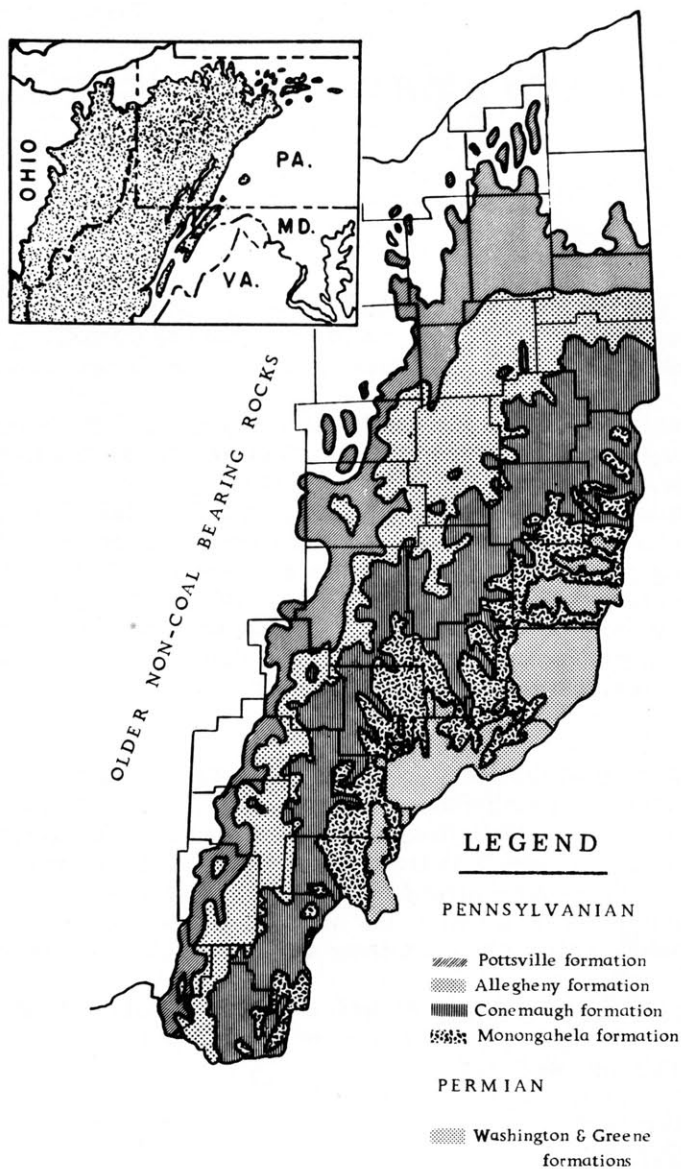 OHIO
PA.
MD.
VA.
OLDER NON-COAL BEARING ROCKS
LEGEND
PENNSYLVANIAN
Pottsville formation
Allegheny formation
Conemaugh formation
Monongahela formation
PERMIAN
Washington & Greene
formations